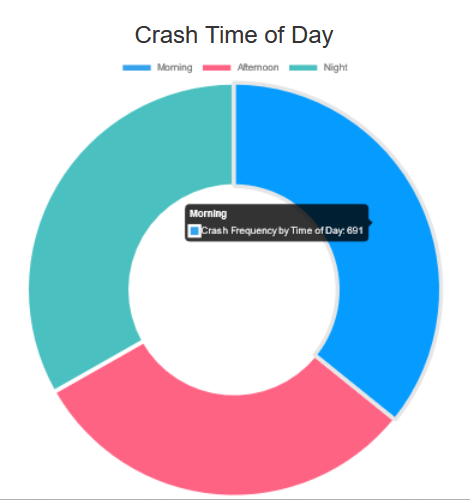 Crash Time of Day
Morning Afternoon Night
Morning
Crash Frequency by Time of Day: 691